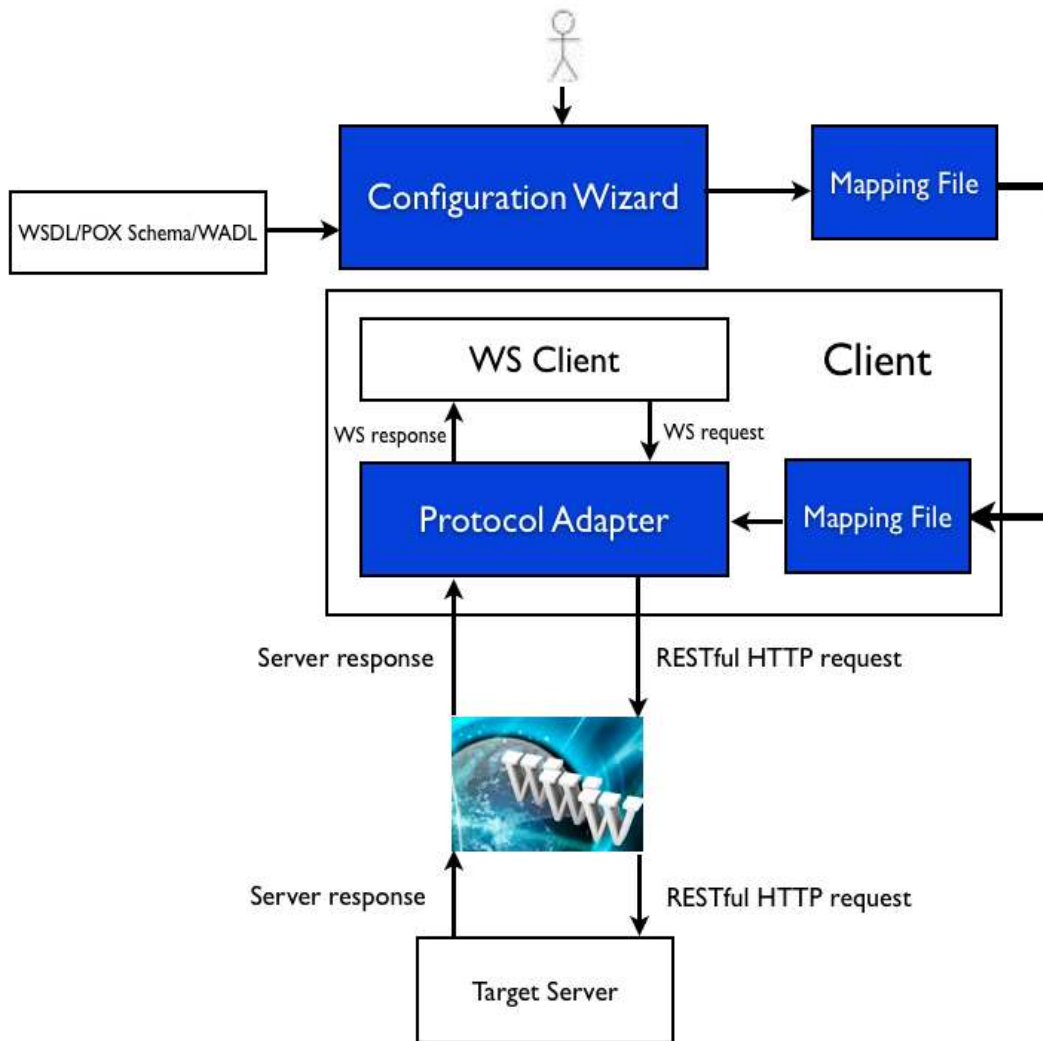 Configuration Wizard
Mapping File
WSDL/POX Schema/WADL
WS Client
Client
WS response
WS request
Protocol Adapter
Mapping File
Server response
RESTful HTTP request
WWW
Server response
RESTful HTTP request
Target Server